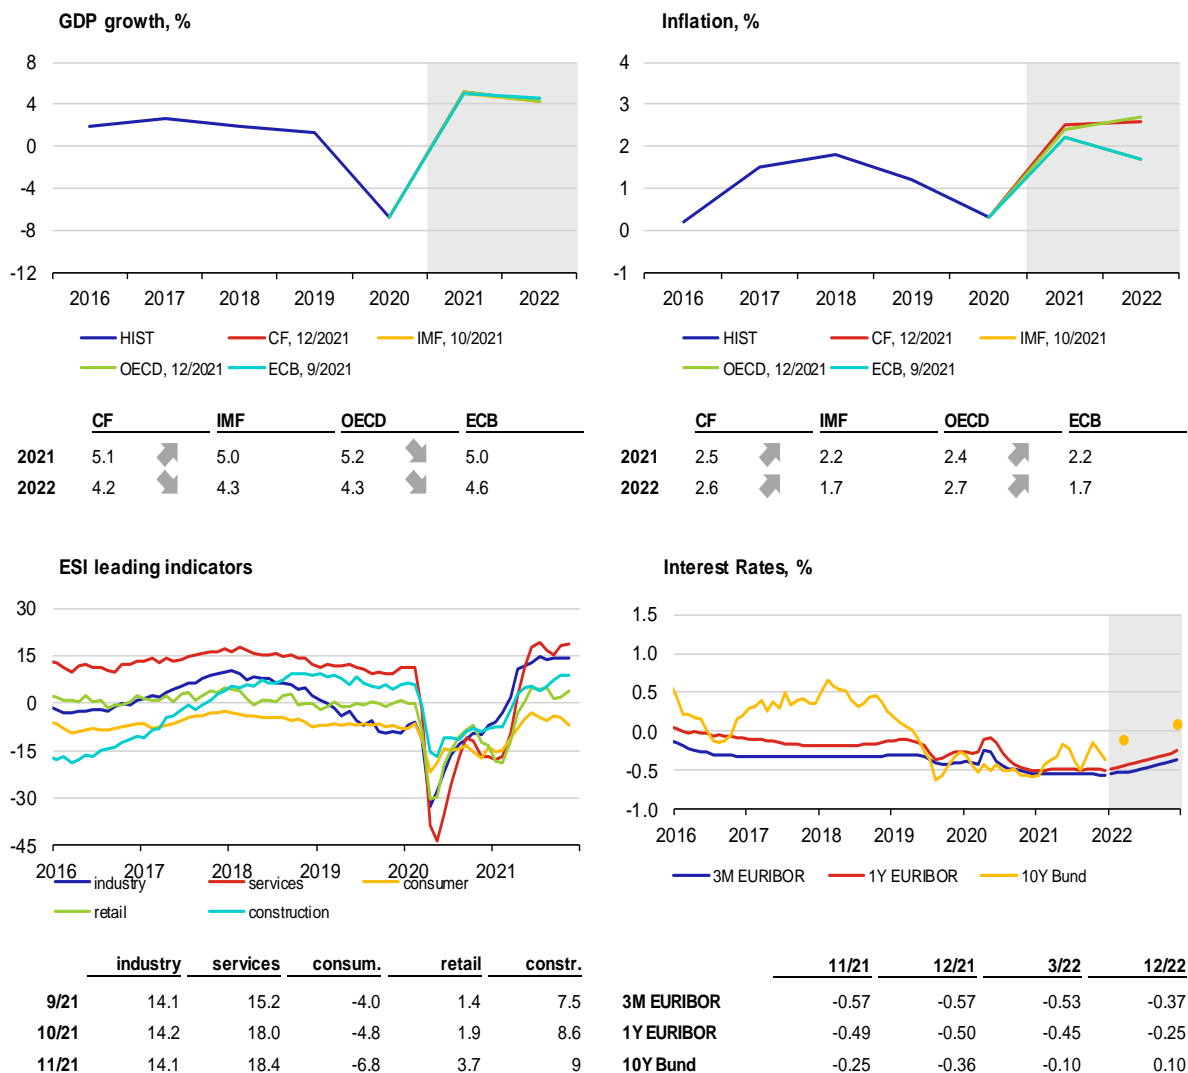 GDP growth, %
8
4
0
-4
-8
-12
2016 2017 2018 2019 2020 2021 2022
HIST CF, 12/2021 IMF, 10/2021
OECD, 12/2021 ECB, 9/2021
CF IMF OECD ECB
2021 5.1 5.0 5.2 5.0
2022 4.2 4.3 4.3 4.6
Inflation, %
4
3
2
1
0
-1
2016 2017 2018 2019 2020 2021 2022
HIST CF, 12/2021 IMF, 10/2021
OECD, 12/2021 ECB, 9/2021
CF IMF OECD ECB
2021 2.5 2.2 2.4 2.2
2022 2.6 1.7 2.7 1.7
ESI leading indicators
30
15
0
-15
-30
-45
2016 2017 2018 2019 2020 2021
industry services consumer
retail construction
industry services consum. retail constr.
9/21 14.1 15.2 -4.0 1.4 7.5
10/21 14.2 18.0 -4.8 1.9 8.6
11/21 14.1 18.4 -6.8 3.7 9
Interest Rates, %
1.5
1.0
0.5
0.0
-0.5
-1.0
2016 2017 2018 2019 2020 2021 2022
3M EURIBOR 1Y EURIBOR 10Y Bund
11/21 12/21 3/22 12/22
3M EURIBOR -0.57 -0.57 -0.53 -0.37
1Y EURIBOR -0.49 -0.50 -0.45 -0.25
10Y Bund -0.25 -0.36 -0.10 0.10